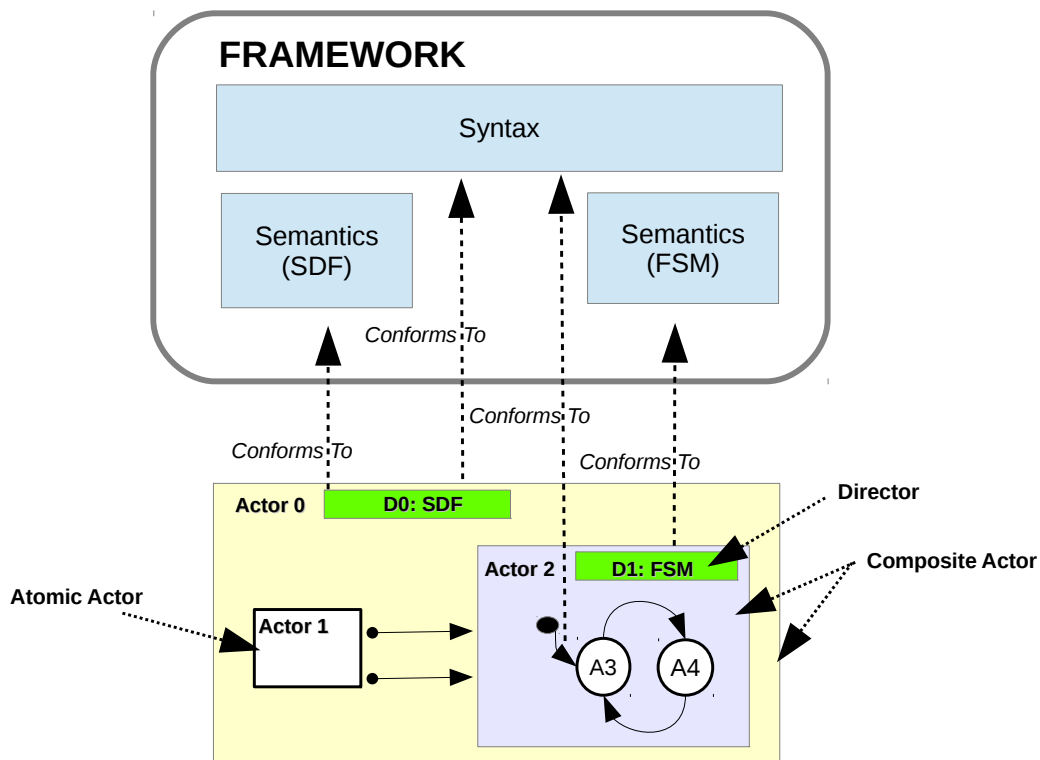 FRAMEWORK
Syntax
Semantics
(SDF)
Semantics
(FSM)
Conforms To
Conforms To
Conforms To
Conforms To
Actor 0
D0: SDF
Director
Actor 2
D1: FSM
Composite Actor
Atomic Actor
Actor 1
A3
A4